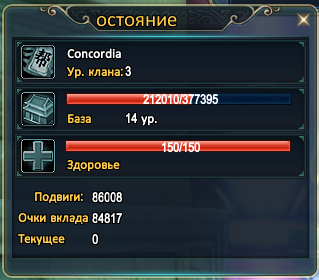 остояние
Concordia
Ур. клана: 3
212010/377395
База 14 ур.
150/150
Здоровье
Подвиги: 86008
Очки вклада 84817
Текущее 0